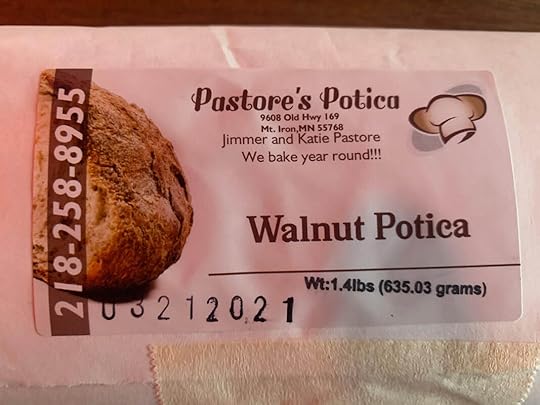 Pastore's Potica
9608 Old Hwy 169
Mt. Iron,MN 55768
Jimmer and Katie Pastore
We bake year round!!!
218-258-8955
Walnut Potica
Wt:1.4lbs (635.03 grams)
03212021